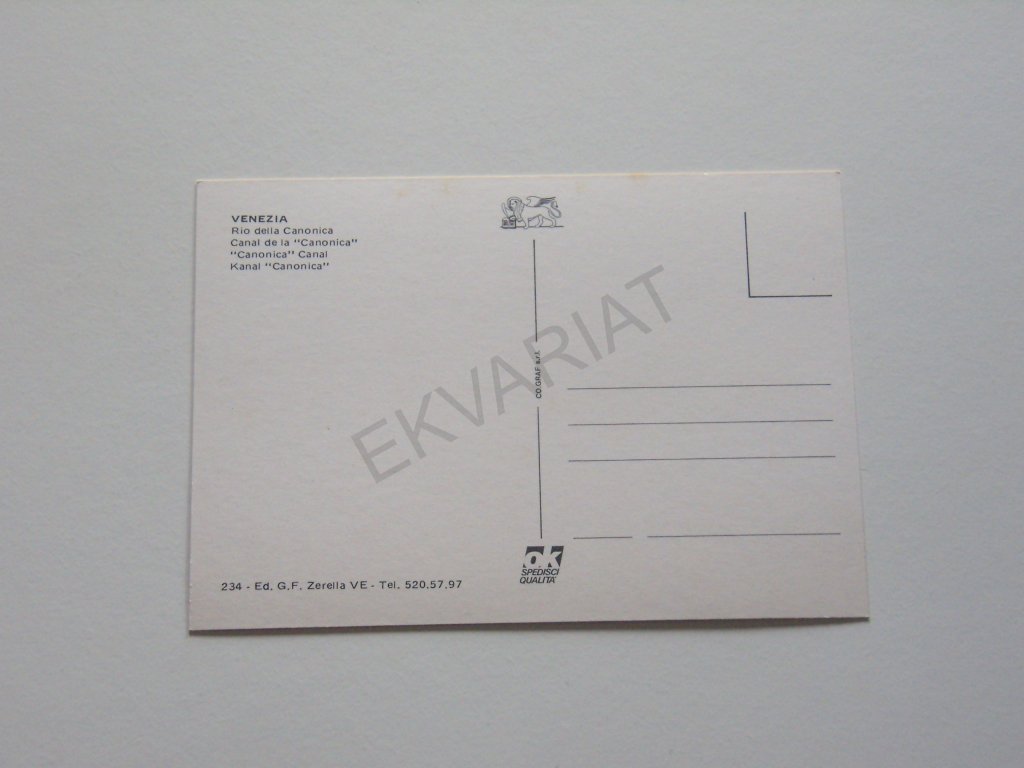 VENEZIA
Rio della Canonica
Canal de la "Canonica"
"Canonica" Canal
Kanal "Canonica"
CO.GRAF s.r.l.
EKVARIAT
234 - Ed. G.F. Zerella VE - Tel. 520.57.97
OK
SPEDISCI
QUALITA'